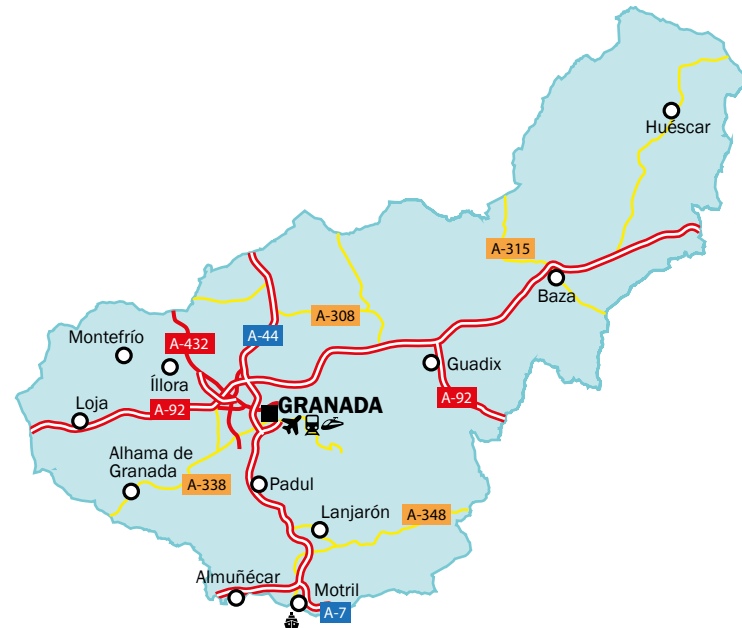 Huéscar
A-315
Baza
A-308
A-432
A-44
Montefrío
Íllora
Guadix
A-92
Loja
A-92
GRANADA
Alhama de
Granada
A-338
Padul
Lanjarón
A-348
Almuñécar
Motril
A-7